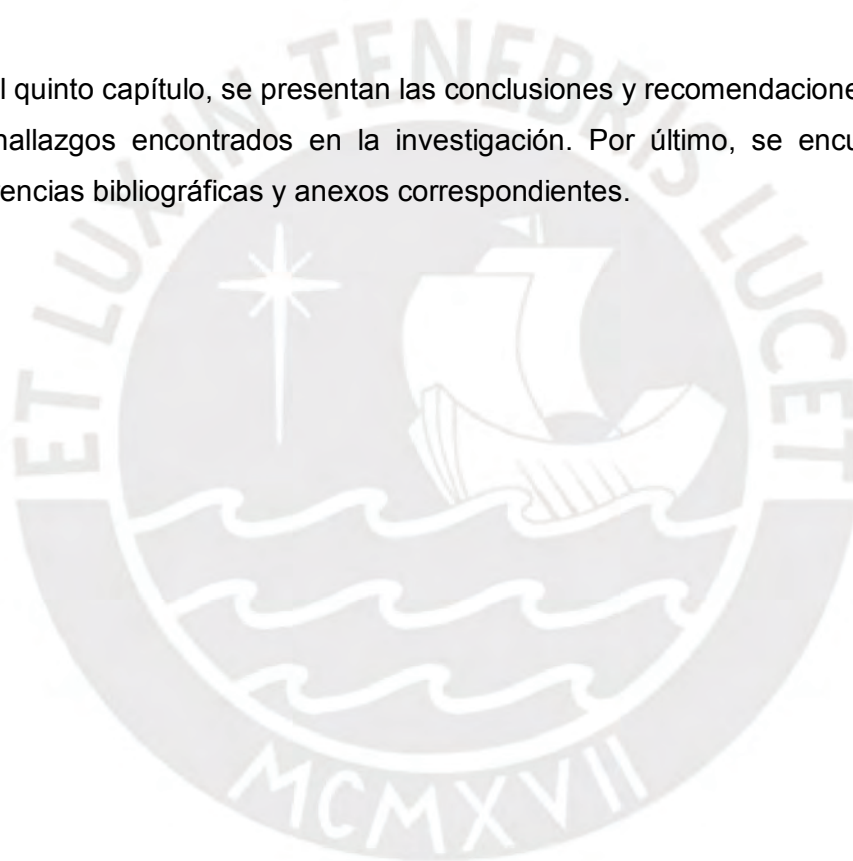 l quinto capítulo, se presentan las conclusiones y recomendacione
hallazgos encontrados en la investigación. Por último, se encu
encias bibliográficas y anexos correspondientes.
ET LUX IN TENEBRIS LUCET
MCMXVII